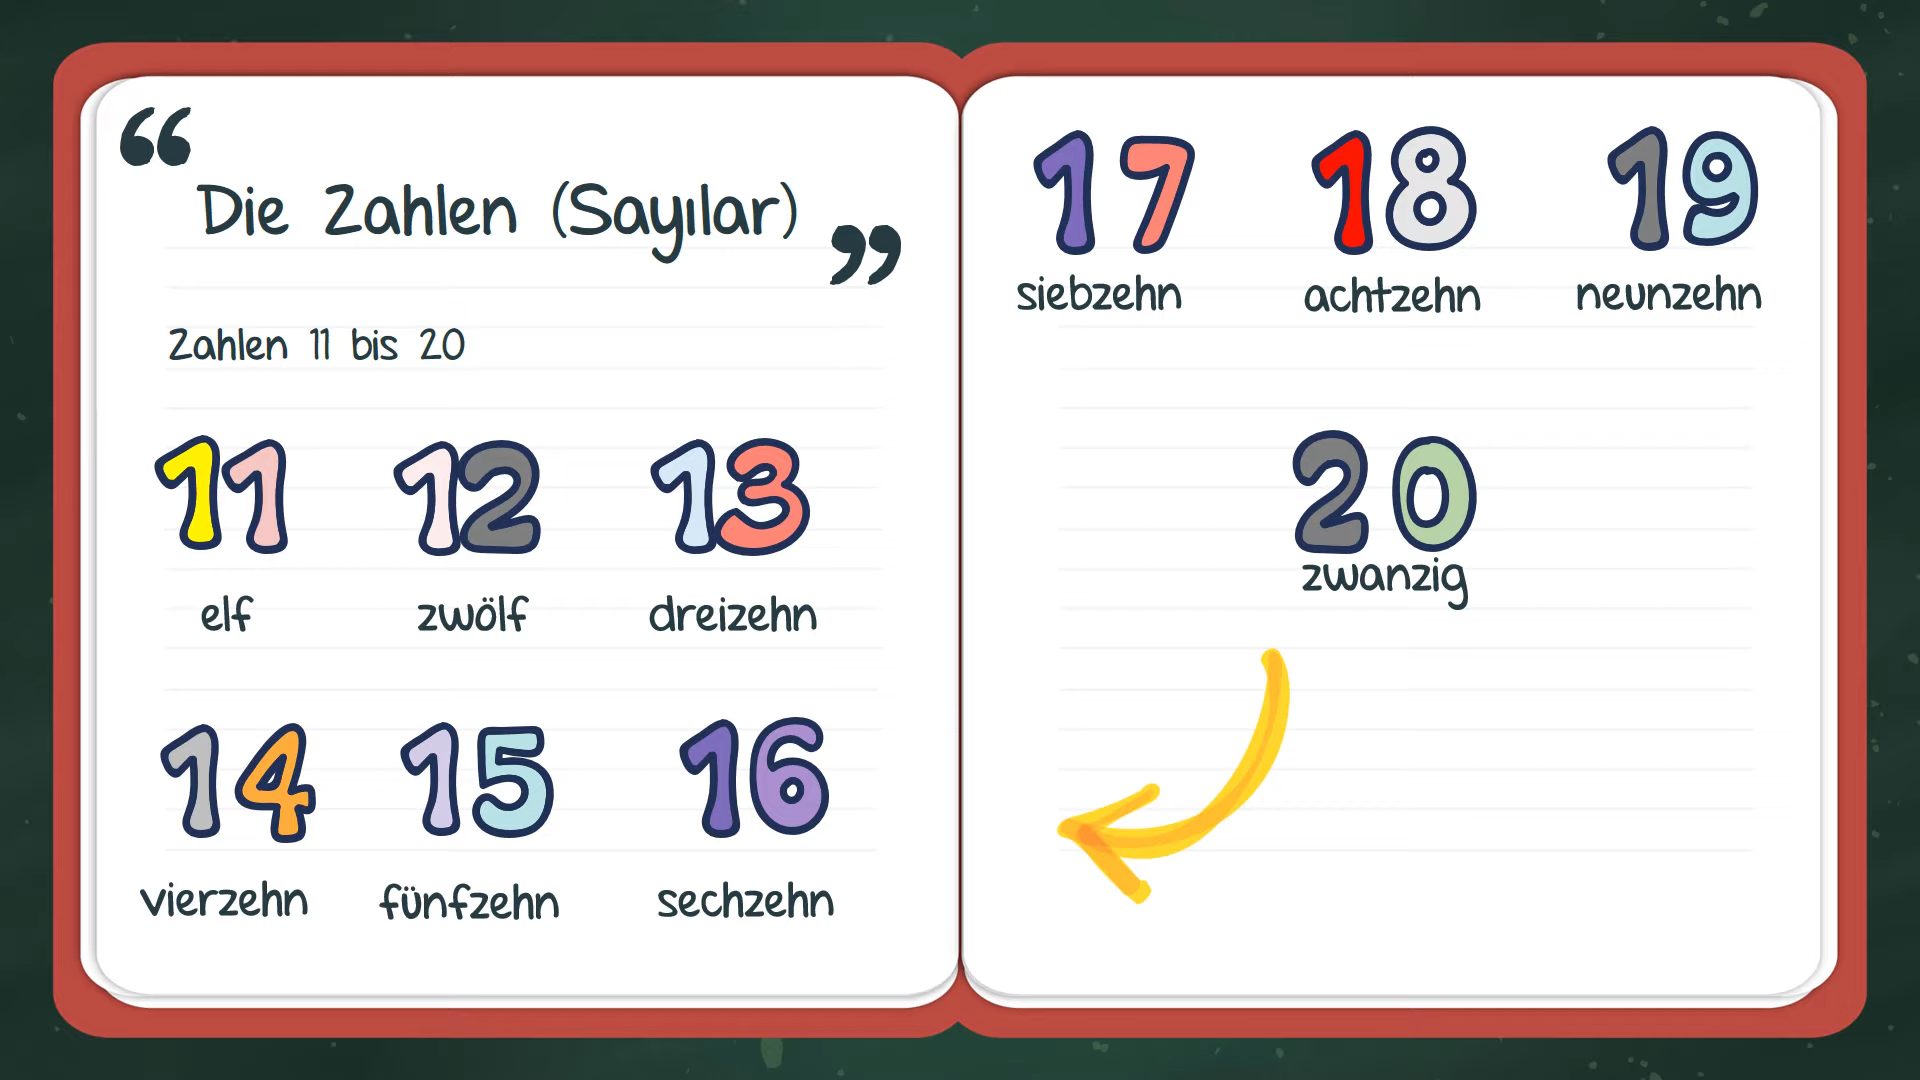 “
Die Zahlen (Sayılar)
”
Zahlen 11 bis 20
11 12 13
elf zwölf dreizehn
14 15 16
vierzehn fünfzehn sechzehn
17 18 19
siebzehn achtzehn neunzehn
20
zwanzig